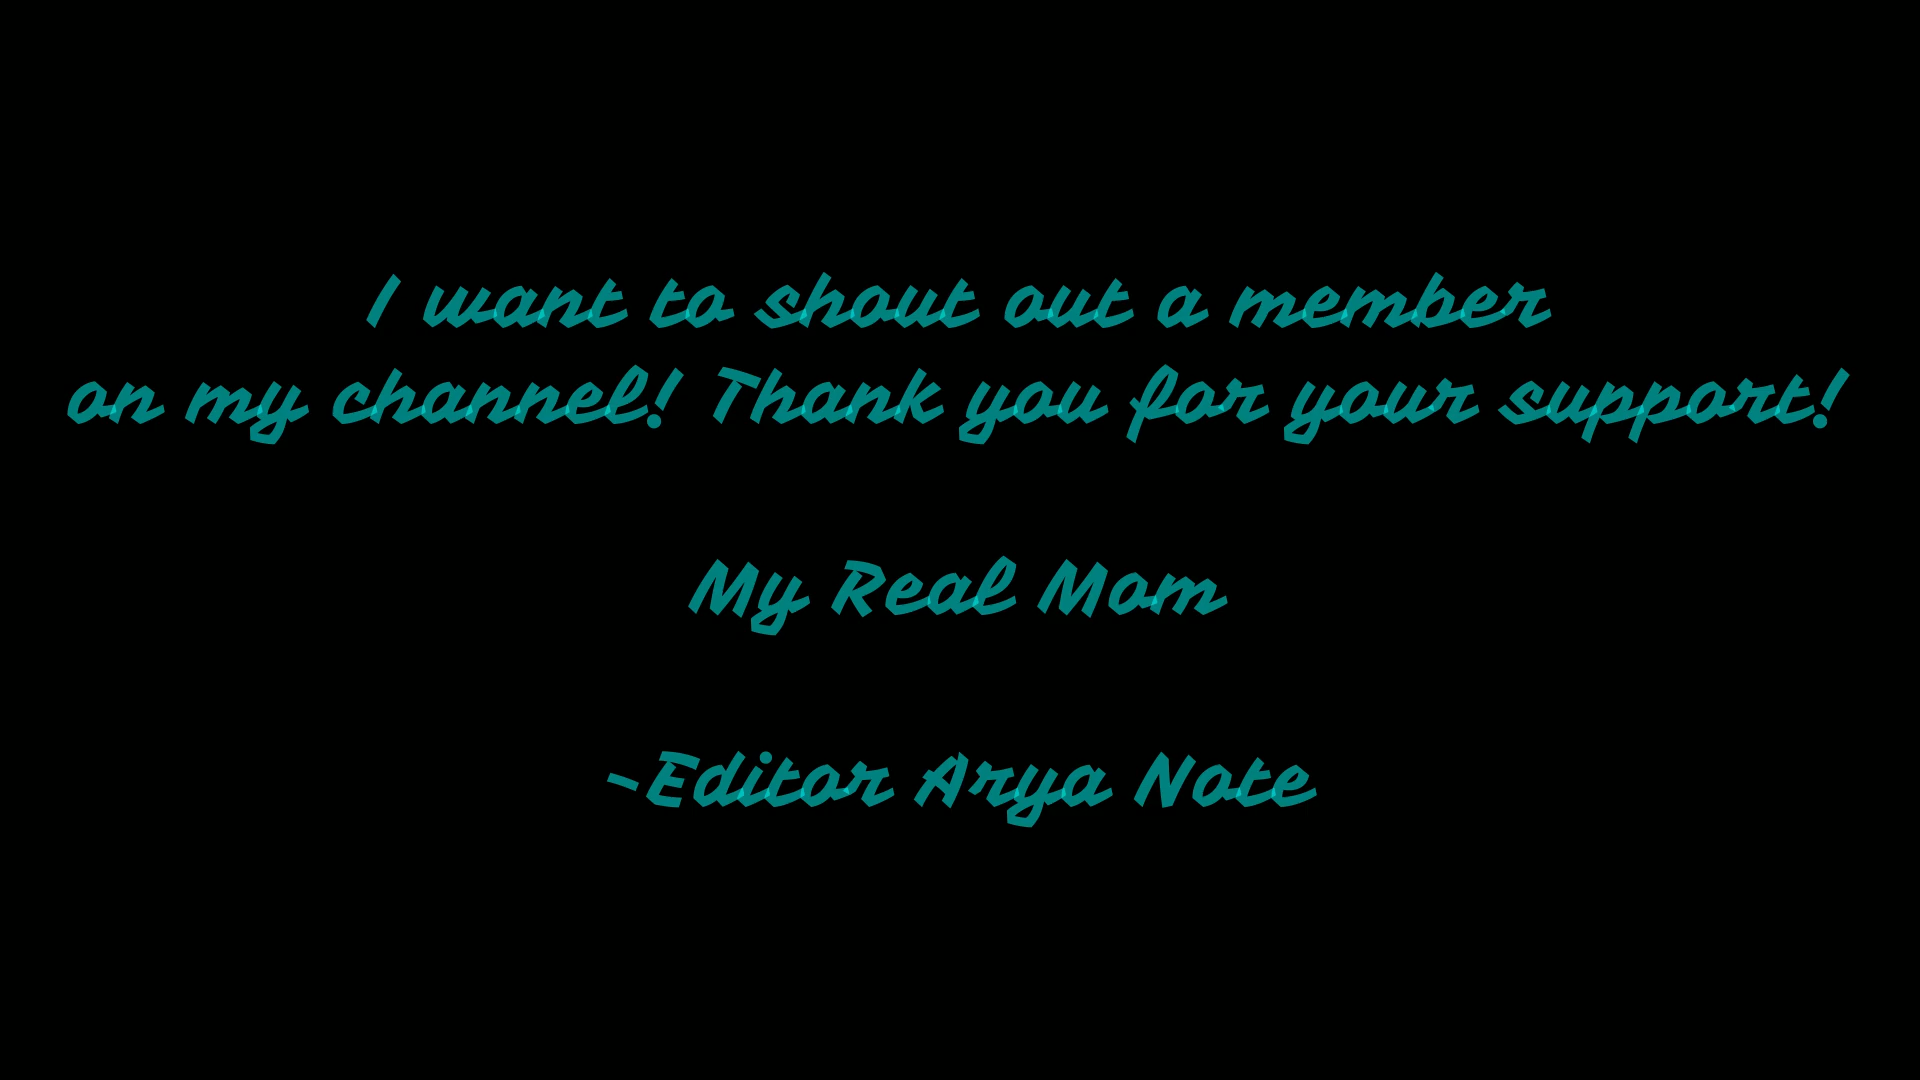 I want to shout out a member
on my channel! Thank you for your support!
My Real Mom
-Editor Arya Note